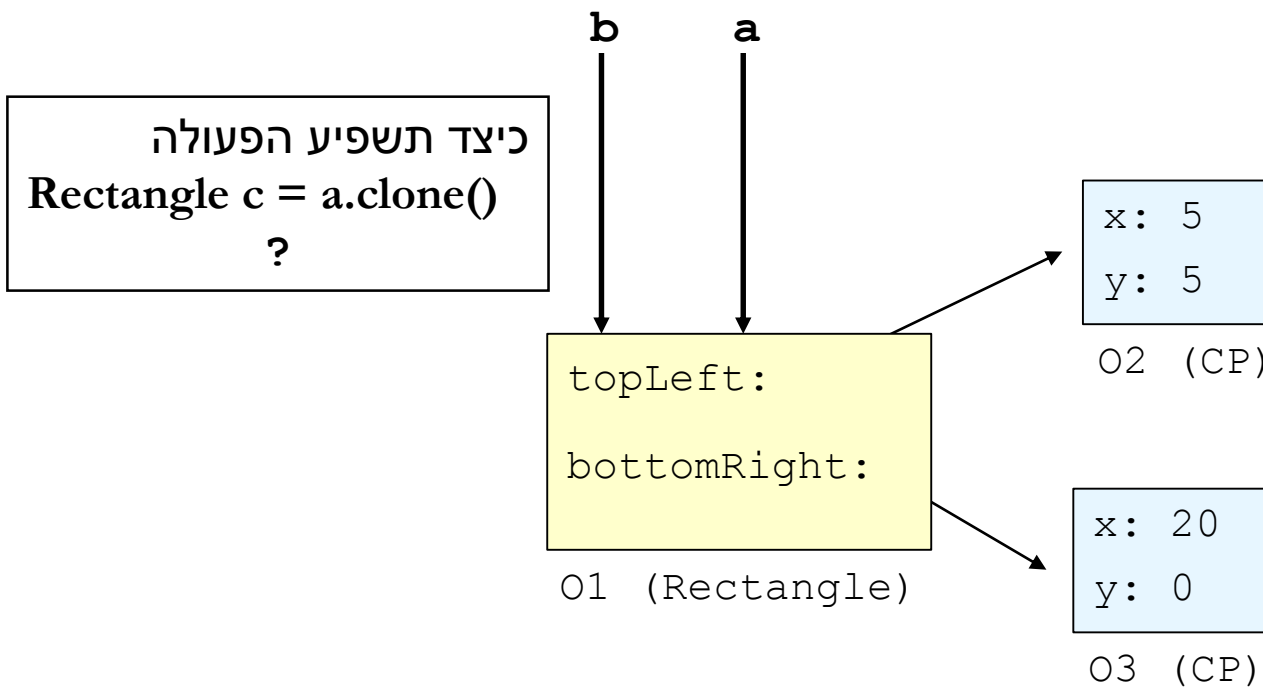 b a
כיצד תשפיע הפעולה
Rectangle c = a.clone()
?
x: 5
y: 5
O2 (CP)
topLeft:
bottomRight:
O1 (Rectangle)
x: 20
y: 0
O3 (CP)